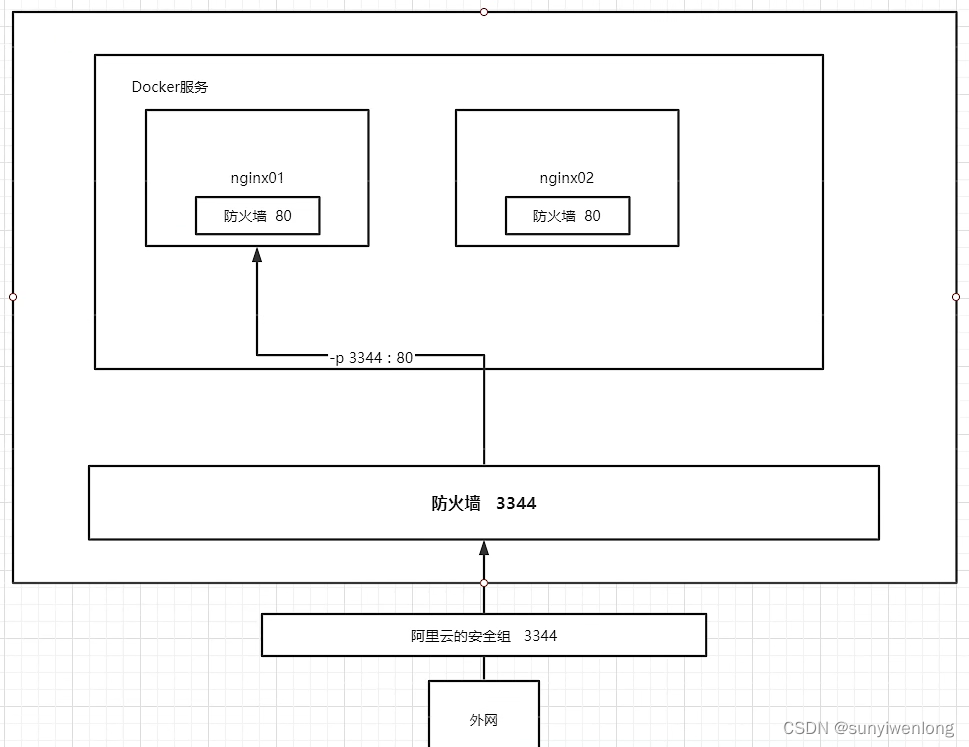 Docker服务
nginx01
防火墙 80
nginx02
防火墙 80
-p 3344：80
防火墙 3344
阿里云的安全组 3344
外网
CSDN @sunyiwenlong